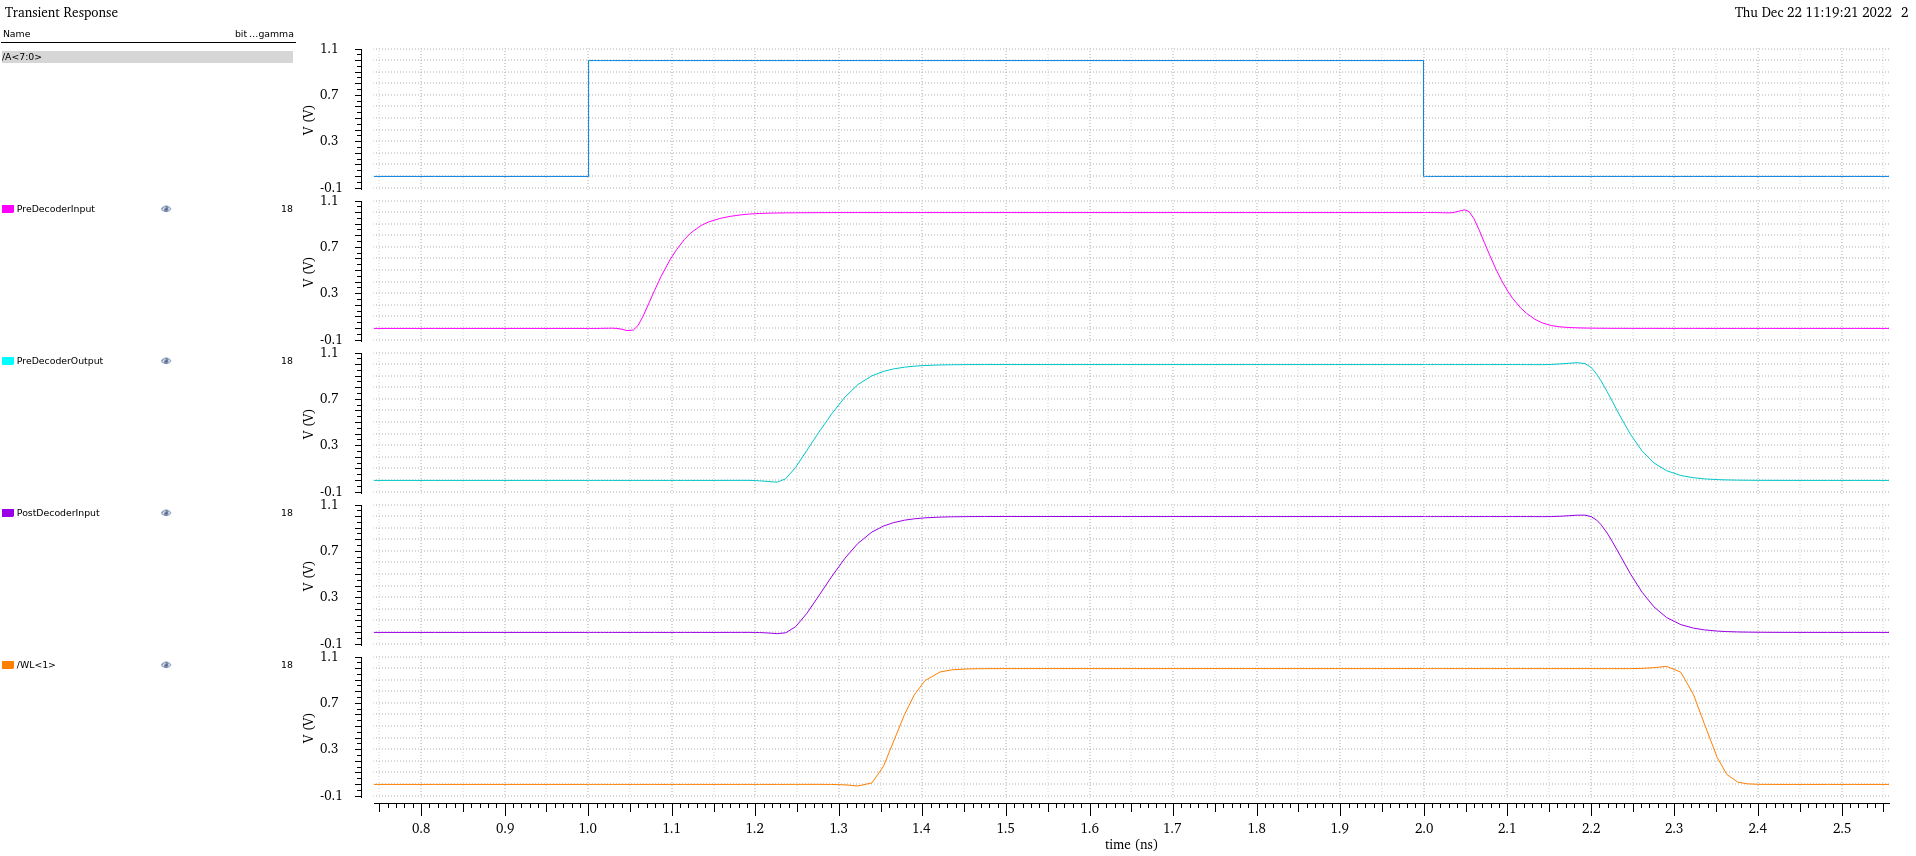 Transient Response
Thu Dec 22 11:19:21 2022 2
Name bit ...gamma
/A<7:0>
1.1
0.7
0.3
-0.1
V (V)
PreDecoderInput 18
1.1
0.7
0.3
-0.1
V (V)
PreDecoderOutput 18
1.1
0.7
0.3
-0.1
V (V)
PostDecoderInput 18
1.1
0.7
0.3
-0.1
V (V)
/WL<1> 18
1.1
0.7
0.3
-0.1
V (V)
0.8 0.9 1.0 1.1 1.2 1.3 1.4 1.5 1.6 1.7 1.8 1.9 2.0 2.1 2.2 2.3 2.4 2.5
time (ns)